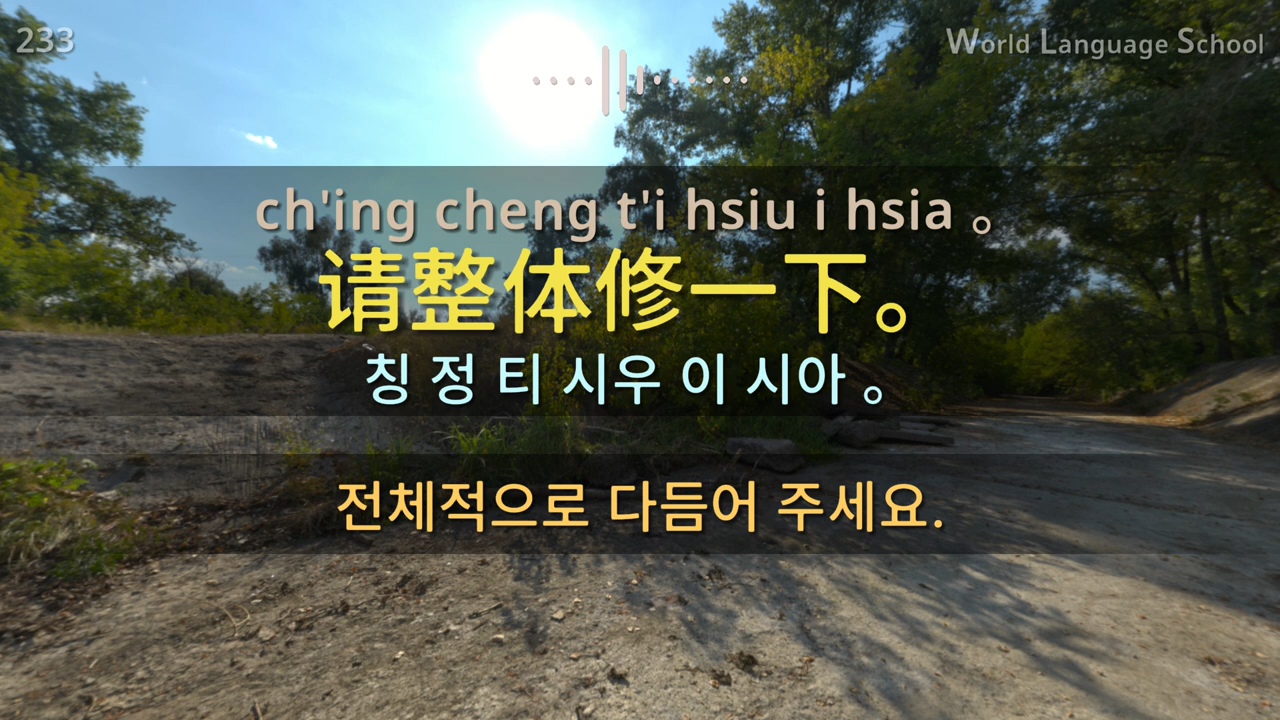 233
World Language School
ch'ing cheng t'i hsiu i hsia 。
请整体修一下。
칭 정 티 시우 이 시아 。
전체적으로 다듬어 주세요.